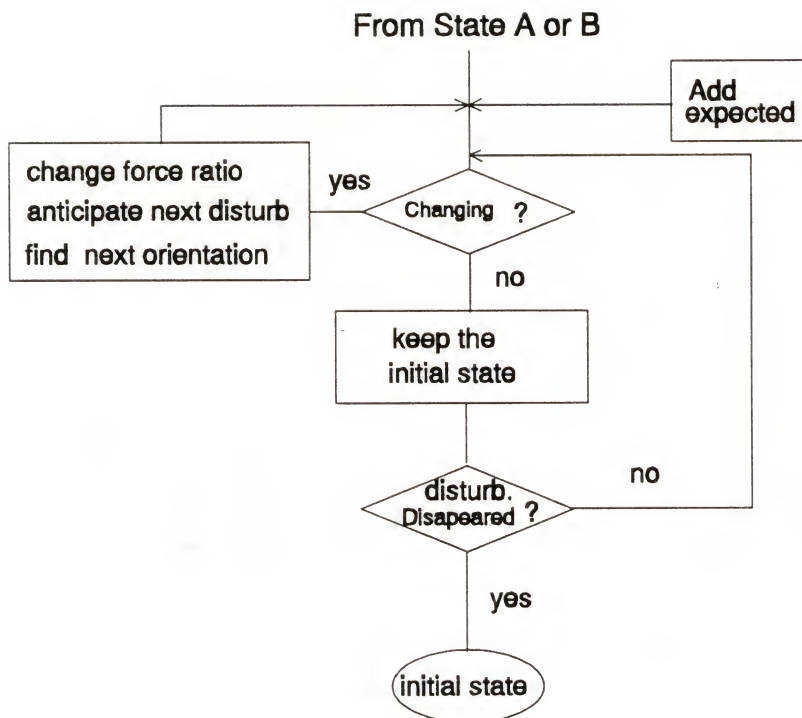 From State A or B
Add
expected
change force ratio
anticipate next disturb
find next orientation
yes
Changing ?
no
keep the
initial state
disturb.
Disapeared ?
no
yes
initial state